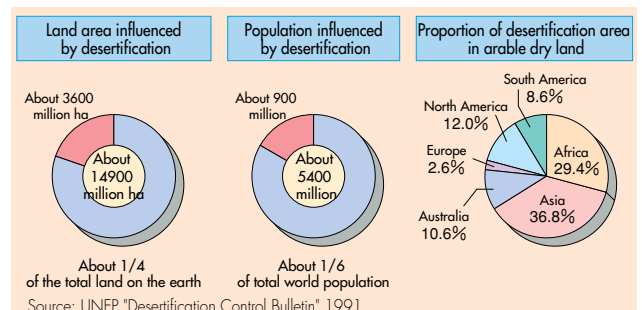 Land area influenced
by desertification
About 3600
million ha
About
14900
million ha
About 1/4
of the total land on the earth
Population influenced
by desertification
About 900
million
About
5400
million
About 1/6
of total world population
Proportion of desertification area
in arable dry land
South America
8.6%
North America
12.0%
Europe
2.6%
Australia
10.6%
Africa
29.4%
Asia
36.8%
Source: UNEP "Desertification Control Bulletin" 1991